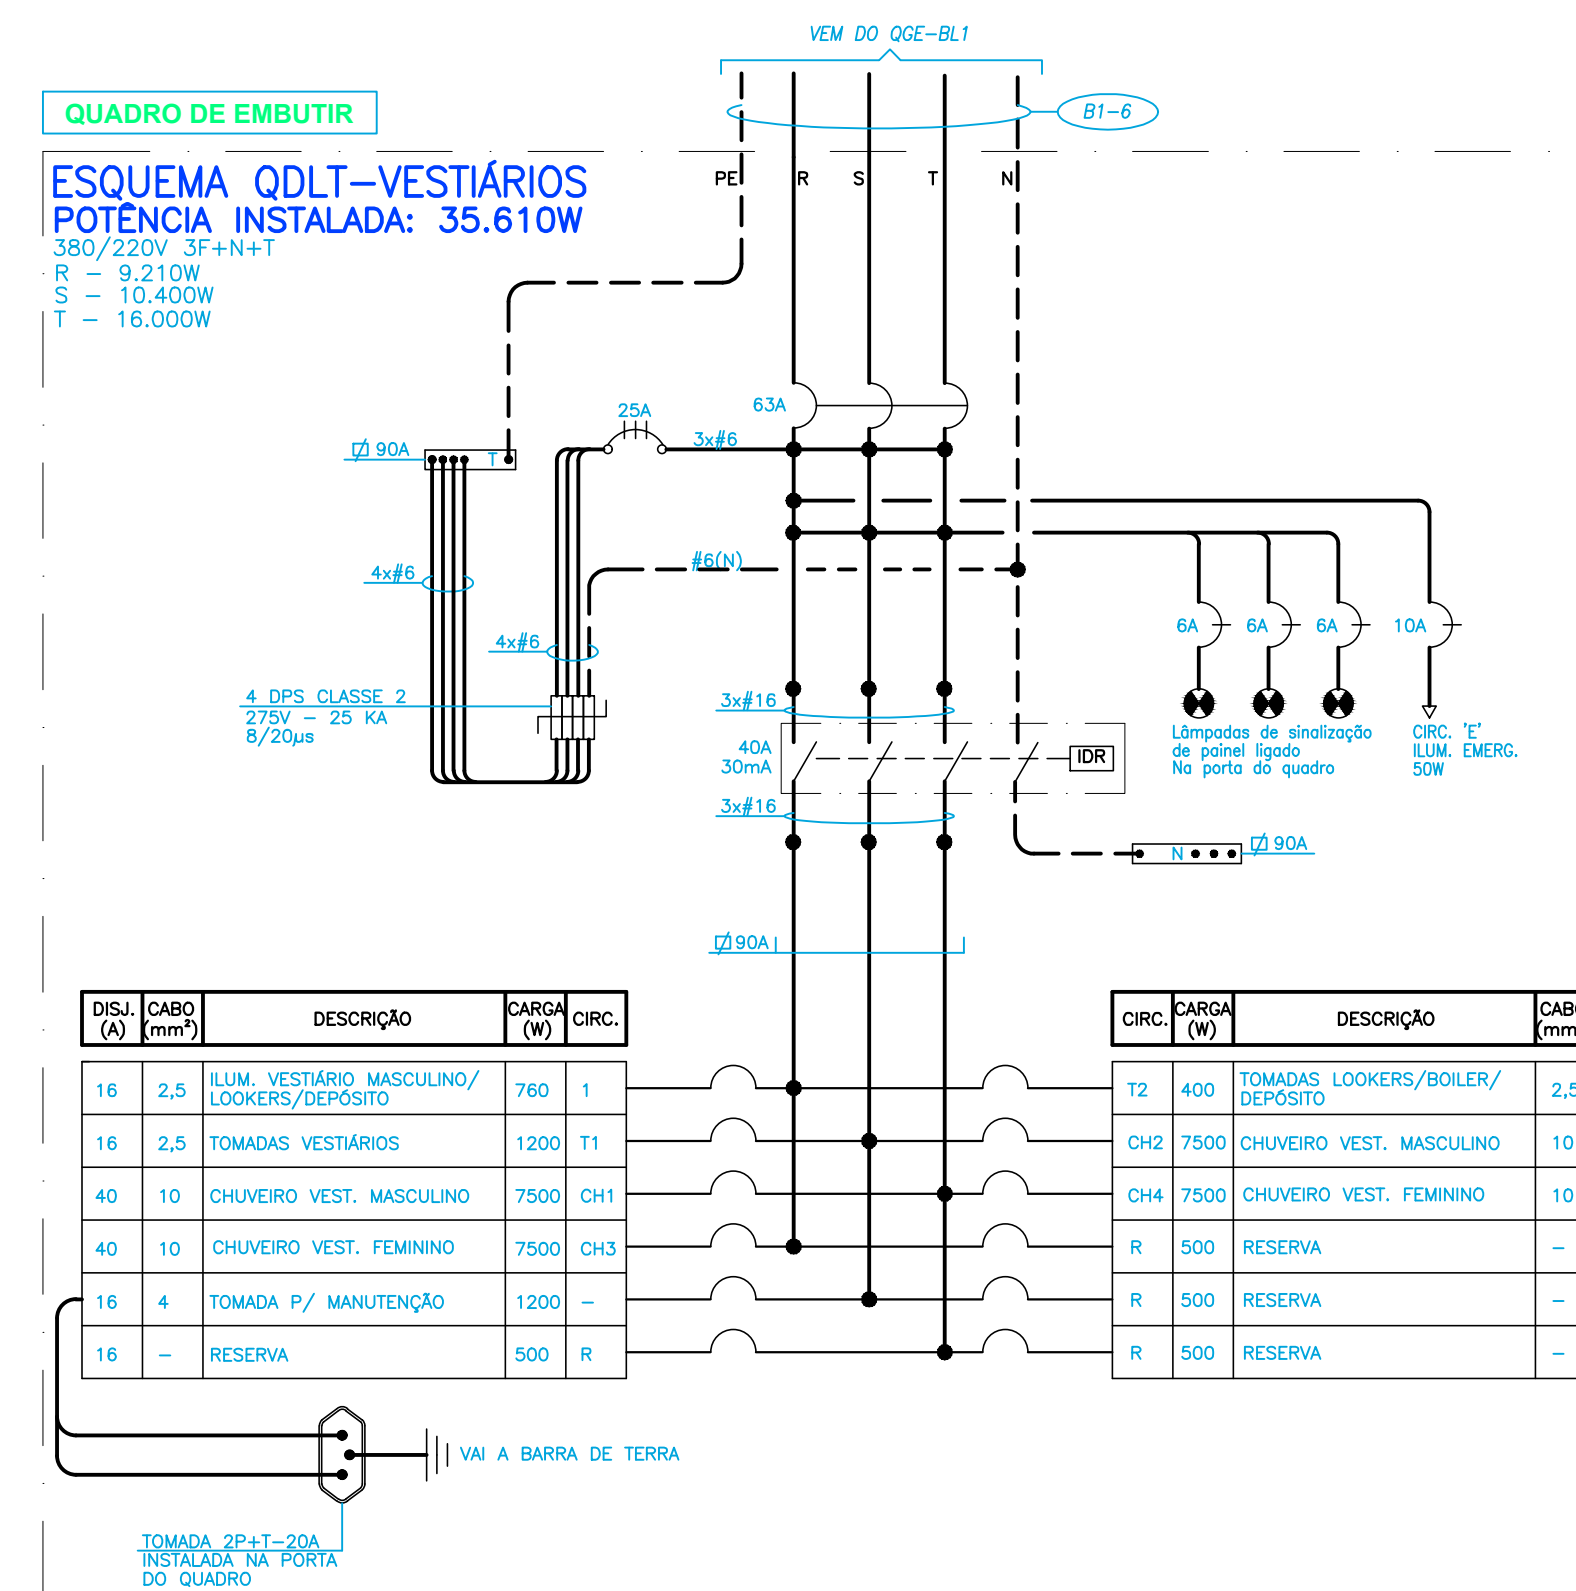 VEM DO QGE-BL1
QUADRO DE EMBUTIR
B1-6
ESQUEMA QDLT-VESTIÁRIOS
POTÊNCIA INSTALADA: 35.610W
380/220V 3F+N+T
R - 9.210W
S - 10.400W
T - 16.000W
PE R S T N
63A
25A
3x#6
90A
T
#6(N)
4x#6
4x#6
4 DPS CLASSE 2
275V - 25 KA
8/20µs
6A 6A 6A 10A
Lâmpadas de sinalização
de painel ligado
Na porta do quadro
CIRC. 'E'
ILUM. EMERG.
50W
3x#16
40A
30mA
IDR
3x#16
N
90A
90A
DISJ. (A) CABO (mm²) DESCRIÇÃO CARGA (W) CIRC.
16 2,5 ILUM. VESTIÁRIO MASCULINO/
LOOKERS/DEPÓSITO 760 1
16 2,5 TOMADAS VESTIÁRIOS 1200 T1
40 10 CHUVEIRO VEST. MASCULINO 7500 CH1
40 10 CHUVEIRO VEST. FEMININO 7500 CH3
16 4 TOMADA P/ MANUTENÇÃO 1200 -
16 - RESERVA 500 R
CIRC. CARGA (W) DESCRIÇÃO CABO (mm
T2 400 TOMADAS LOOKERS/BOILER/
DEPÓSITO 2,5
CH2 7500 CHUVEIRO VEST. MASCULINO 10
CH4 7500 CHUVEIRO VEST. FEMININO 10
R 500 RESERVA -
R 500 RESERVA -
R 500 RESERVA -
VAI A BARRA DE TERRA
TOMADA 2P+T-20A
INSTALADA NA PORTA
DO QUADRO